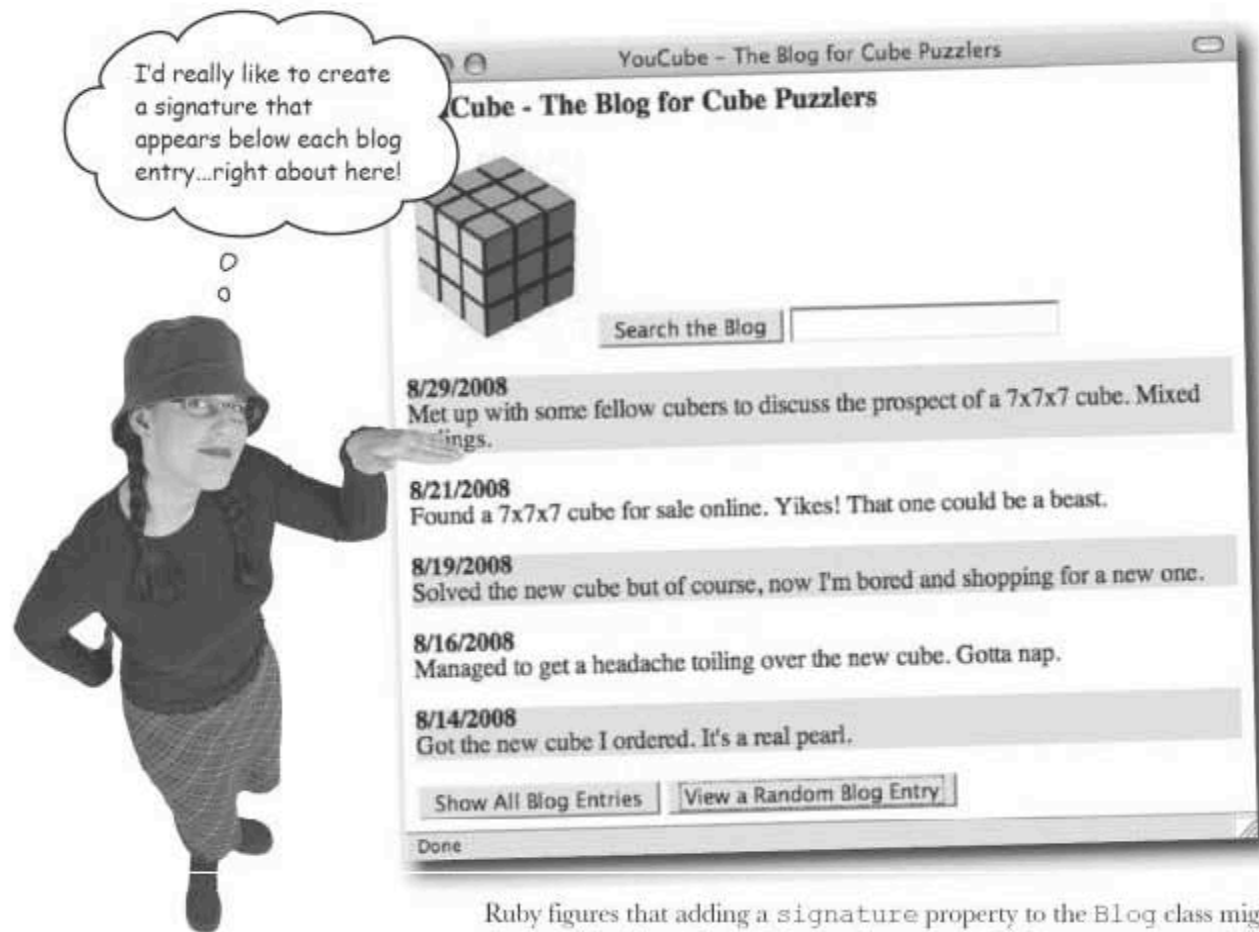 I'd really like to create
a signature that
appears below each blog
entry...right about here!
YouCube - The Blog for Cube Puzzlers
Cube - The Blog for Cube Puzzlers
Search the Blog
8/29/2008
Met up with some fellow cubers to discuss the prospect of a 7x7x7 cube. Mixed
8/21/2008
Found a 7x7x7 cube for sale online. Yikes! That one could be a beast.
8/19/2008
Solved the new cube but of course, now I'm bored and shopping for a new one.
8/16/2008
Managed to get a headache toiling over the new cube. Gotta nap.
8/14/2008
Got the new cube I ordered. It's a real pearl.
Show All Blog Entries View a Random Blog Entry
Done
Ruby figures that adding a signature property to the Blog class